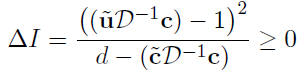 ΔI = ((ũ𝒟⁻¹c) − 1)² / (d − (c̃𝒟⁻¹c)) ≥ 0